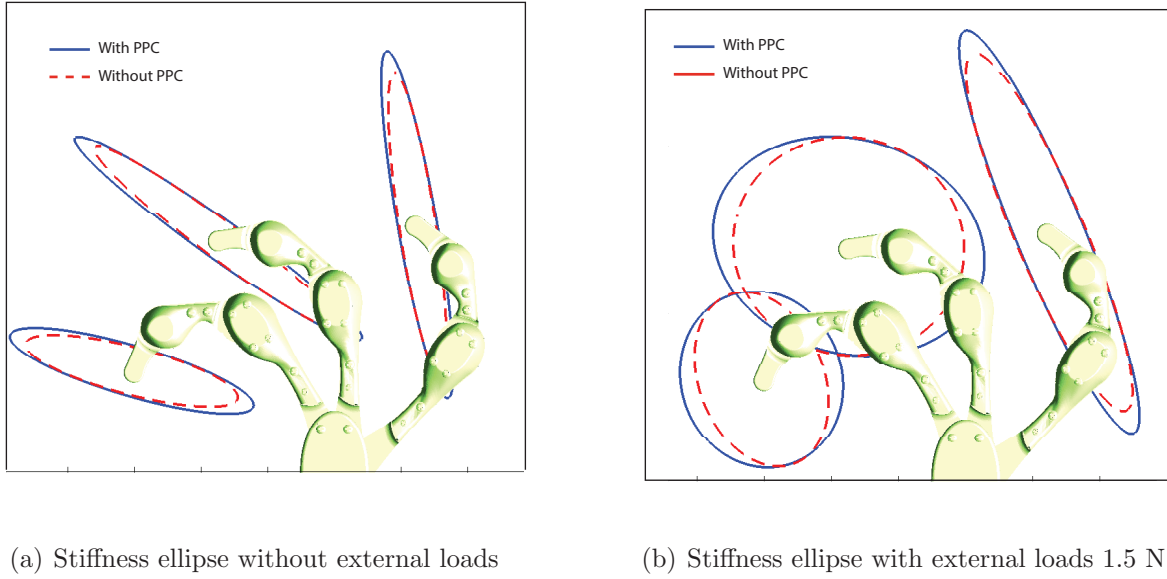 With PPC
Without PPC
With PPC
Without PPC
(a) Stiffness ellipse without external loads
(b) Stiffness ellipse with external loads 1.5 N